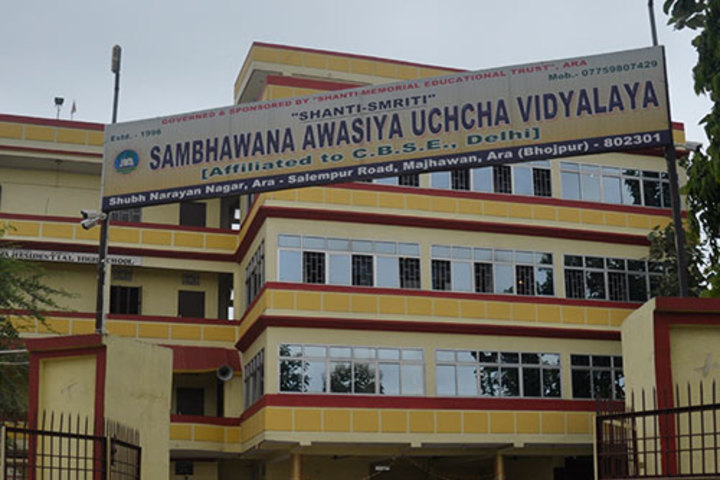 GOVERNED & SPONSORED BY "SHANTI-MEMORIAL EDUCATIONAL TRUST", ARA
Mob.- 07759807429
Estd. - 1996
"SHANTI-SMRITI"
SAMBHAWANA AWASIYA UCHCHA VIDYALAYA
[Affiliated to C.B.S.E., Delhi]
Shubh Narayan Nagar, Ara - Salempur Road, Majhawan, Ara (Bhojpur) - 802301
RESIDENTIAL HIGH SCHOOL